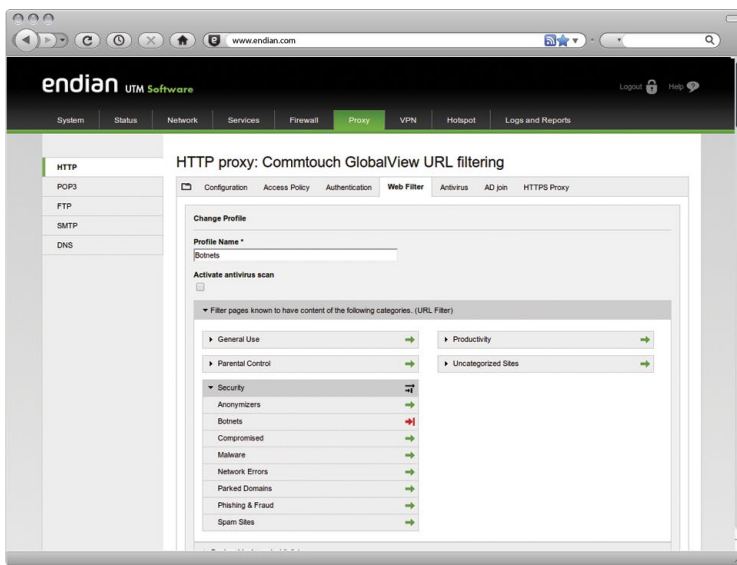 www.endian.com
endian UTM Software
Logout Help
System Status Network Services Firewall Proxy VPN Hotspot Logs and Reports
HTTP
POP3
FTP
SMTP
DNS
HTTP proxy: Commtouch GlobalView URL filtering
Configuration Access Policy Authentication Web Filter Antivirus AD join HTTPS Proxy
Change Profile
Profile Name *
Botnets
Activate antivirus scan
Filter pages known to have content of the following categories. (URL Filter)
General Use
Productivity
Parental Control
Uncategorized Sites
Security
Anonymizers
Botnets
Compromised
Malware
Network Errors
Parked Domains
Phishing & Fraud
Spam Sites